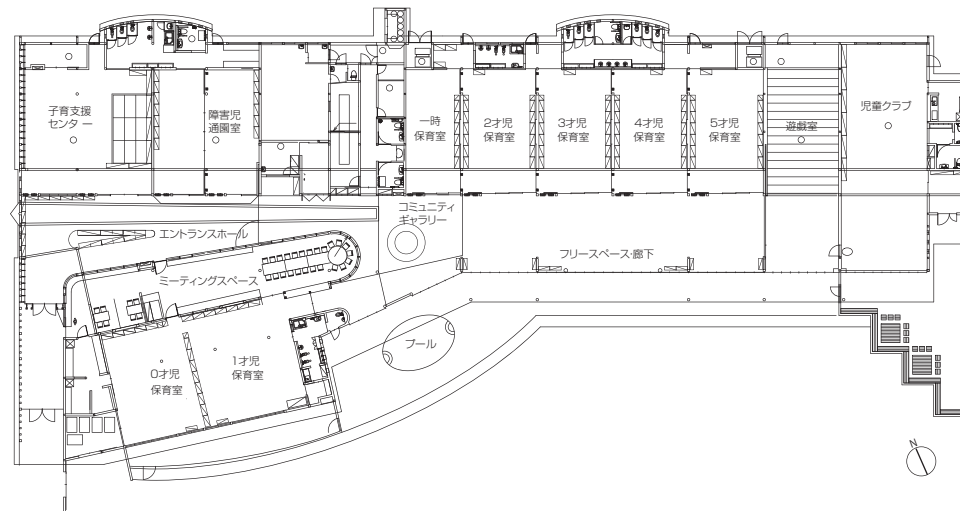 子育支援
センター
障害児
通園室
一時
保育室
2才児
保育室
3才児
保育室
4才児
保育室
5才児
保育室
遊戯室
児童クラブ
コミュニティ
ギャラリー
エントランスホール
フリースペース・廊下
ミーティングスペース
プール
0才児
保育室
1才児
保育室
N